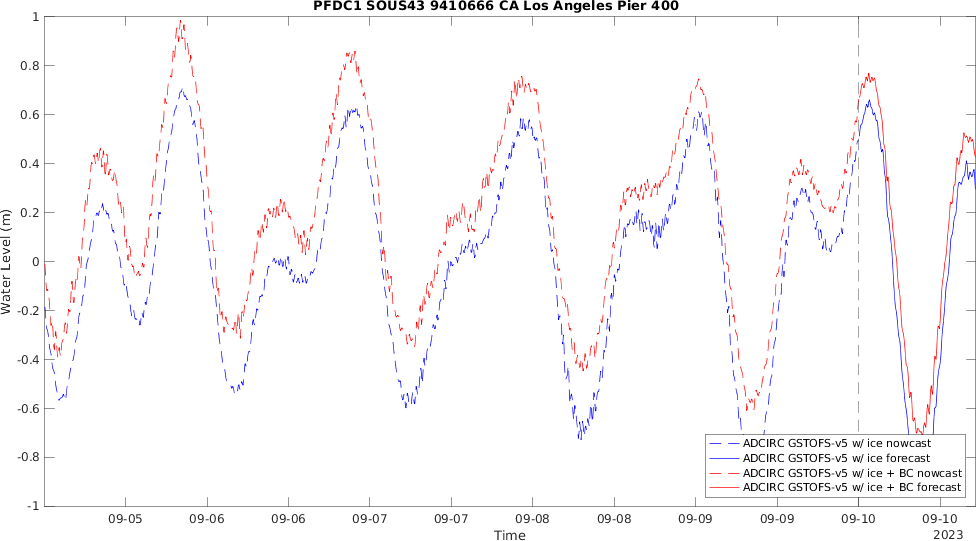 PFDC1 SOUS43 9410666 CA Los Angeles Pier 400
1
0.8
0.6
0.4
0.2
0
-0.2
-0.4
-0.6
-0.8
-1
Water Level (m)
ADCIRC GSTOFS-v5 w/ ice nowcast
ADCIRC GSTOFS-v5 w/ ice forecast
ADCIRC GSTOFS-v5 w/ ice + BC nowcast
ADCIRC GSTOFS-v5 w/ ice + BC forecast
09-05 09-06 09-06 09-07 09-07 09-08 09-08 09-09 09-09 09-10 09-10
Time
2023